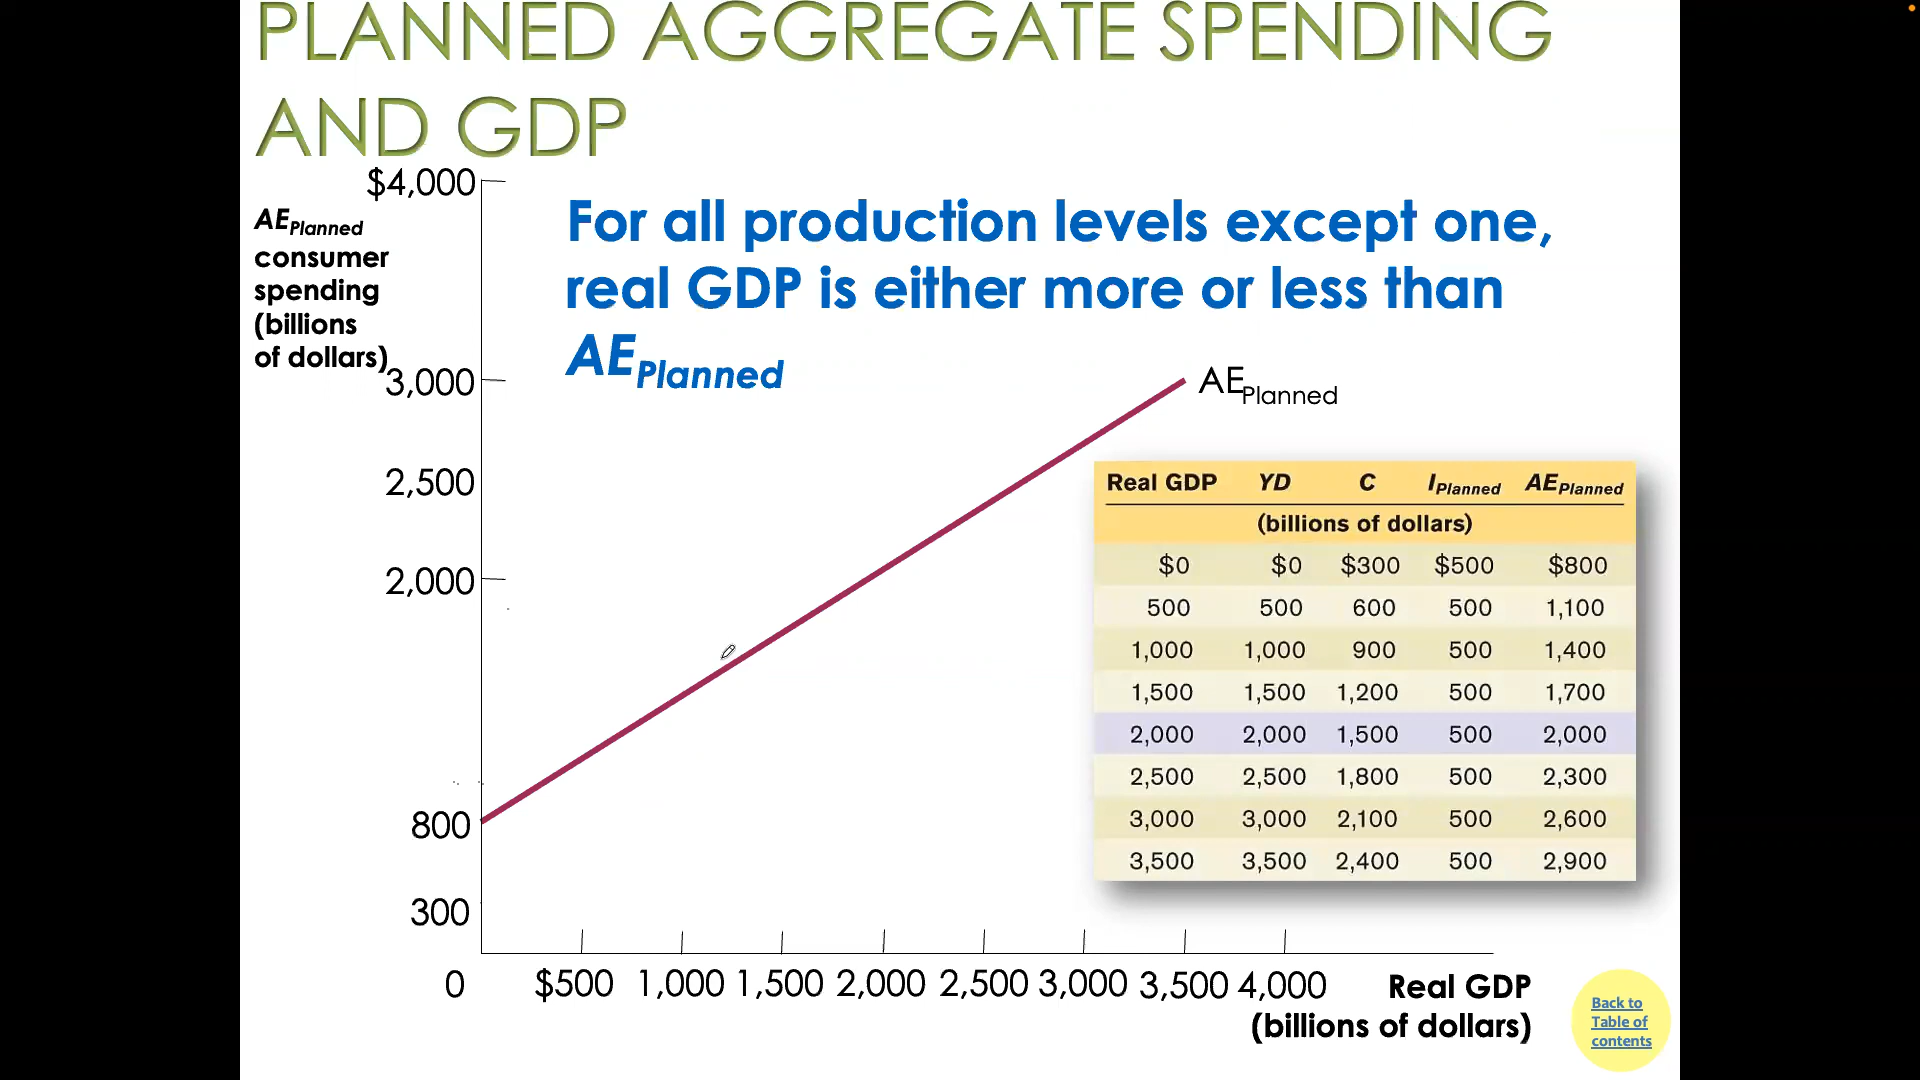 PLANNED AGGREGATE SPENDING
AND GDP
$4,000
AEPlanned
consumer
spending
(billions
of dollars)
For all production levels except one,
real GDP is either more or less than
AEPlanned
3,000
AEPlanned
2,500
2,000
800
300
Real GDP YD C IPlanned AEPlanned
(billions of dollars)
$0 $0 $300 $500 $800
500 500 600 500 1,100
1,000 1,000 900 500 1,400
1,500 1,500 1,200 500 1,700
2,000 2,000 1,500 500 2,000
2,500 2,500 1,800 500 2,300
3,000 3,000 2,100 500 2,600
3,500 3,500 2,400 500 2,900
0 $500 1,000 1,500 2,000 2,500 3,000 3,500 4,000
Real GDP
(billions of dollars)
Back to
Table of
contents